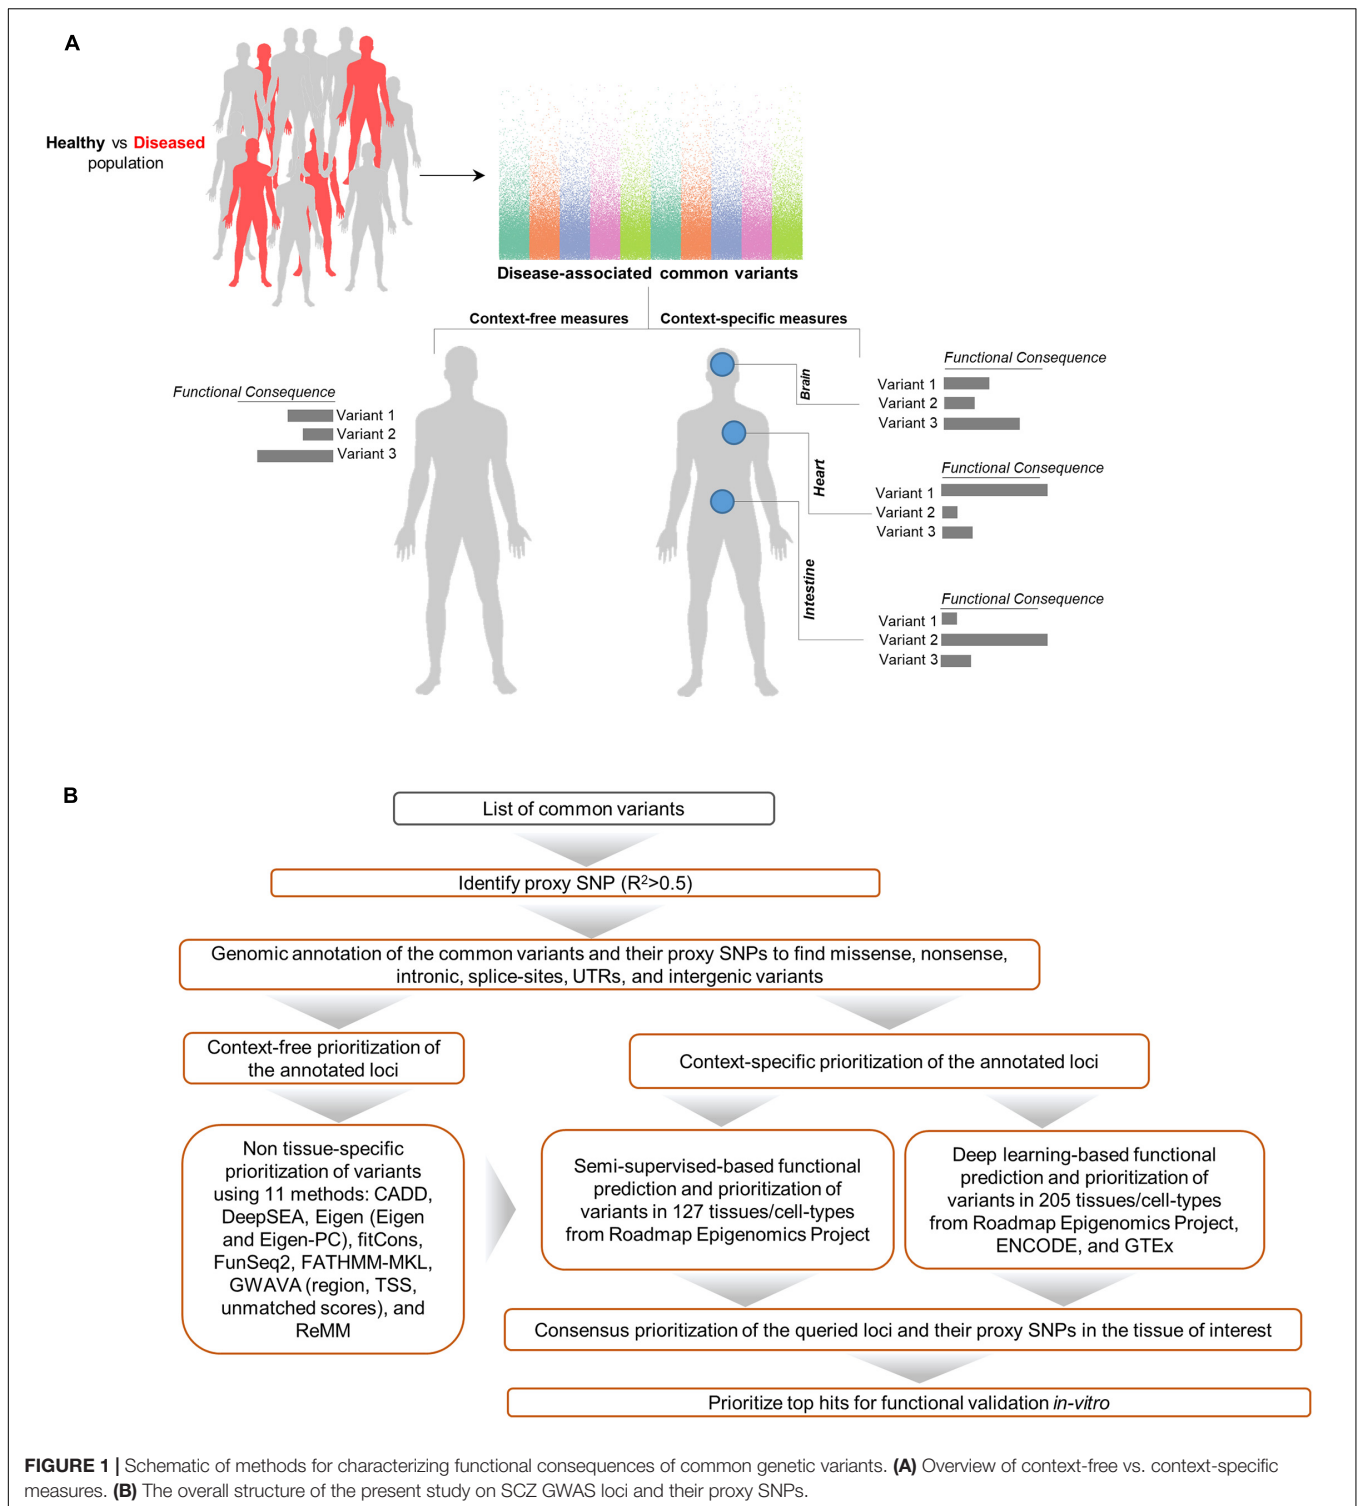 A
Healthy vs Diseased
population
Disease-associated common variants
Context-free measures
Context-specific measures
Functional Consequence
Variant 1
Variant 2
Variant 3
Brain
Heart
Intestine
Functional Consequence
Variant 1
Variant 2
Variant 3
Functional Consequence
Variant 1
Variant 2
Variant 3
Functional Consequence
Variant 1
Variant 2
Variant 3
B
List of common variants
Identify proxy SNP (R²>0.5)
Genomic annotation of the common variants and their proxy SNPs to find missense, nonsense,
intronic, splice-sites, UTRs, and intergenic variants
Context-free prioritization of
the annotated loci
Context-specific prioritization of the annotated loci
Non tissue-specific
prioritization of variants
using 11 methods: CADD,
DeepSEA, Eigen (Eigen
and Eigen-PC), fitCons,
FunSeq2, FATHMM-MKL,
GWAVA (region, TSS,
unmatched scores), and
ReMM
Semi-supervised-based functional
prediction and prioritization of
variants in 127 tissues/cell-types
from Roadmap Epigenomics Project
Deep learning-based functional
prediction and prioritization of
variants in 205 tissues/cell-types
from Roadmap Epigenomics Project,
ENCODE, and GTEx
Consensus prioritization of the queried loci and their proxy SNPs in the tissue of interest
Prioritize top hits for functional validation in-vitro
FIGURE 1 | Schematic of methods for characterizing functional consequences of common genetic variants. (A) Overview of context-free vs. context-specific
measures. (B) The overall structure of the present study on SCZ GWAS loci and their proxy SNPs.